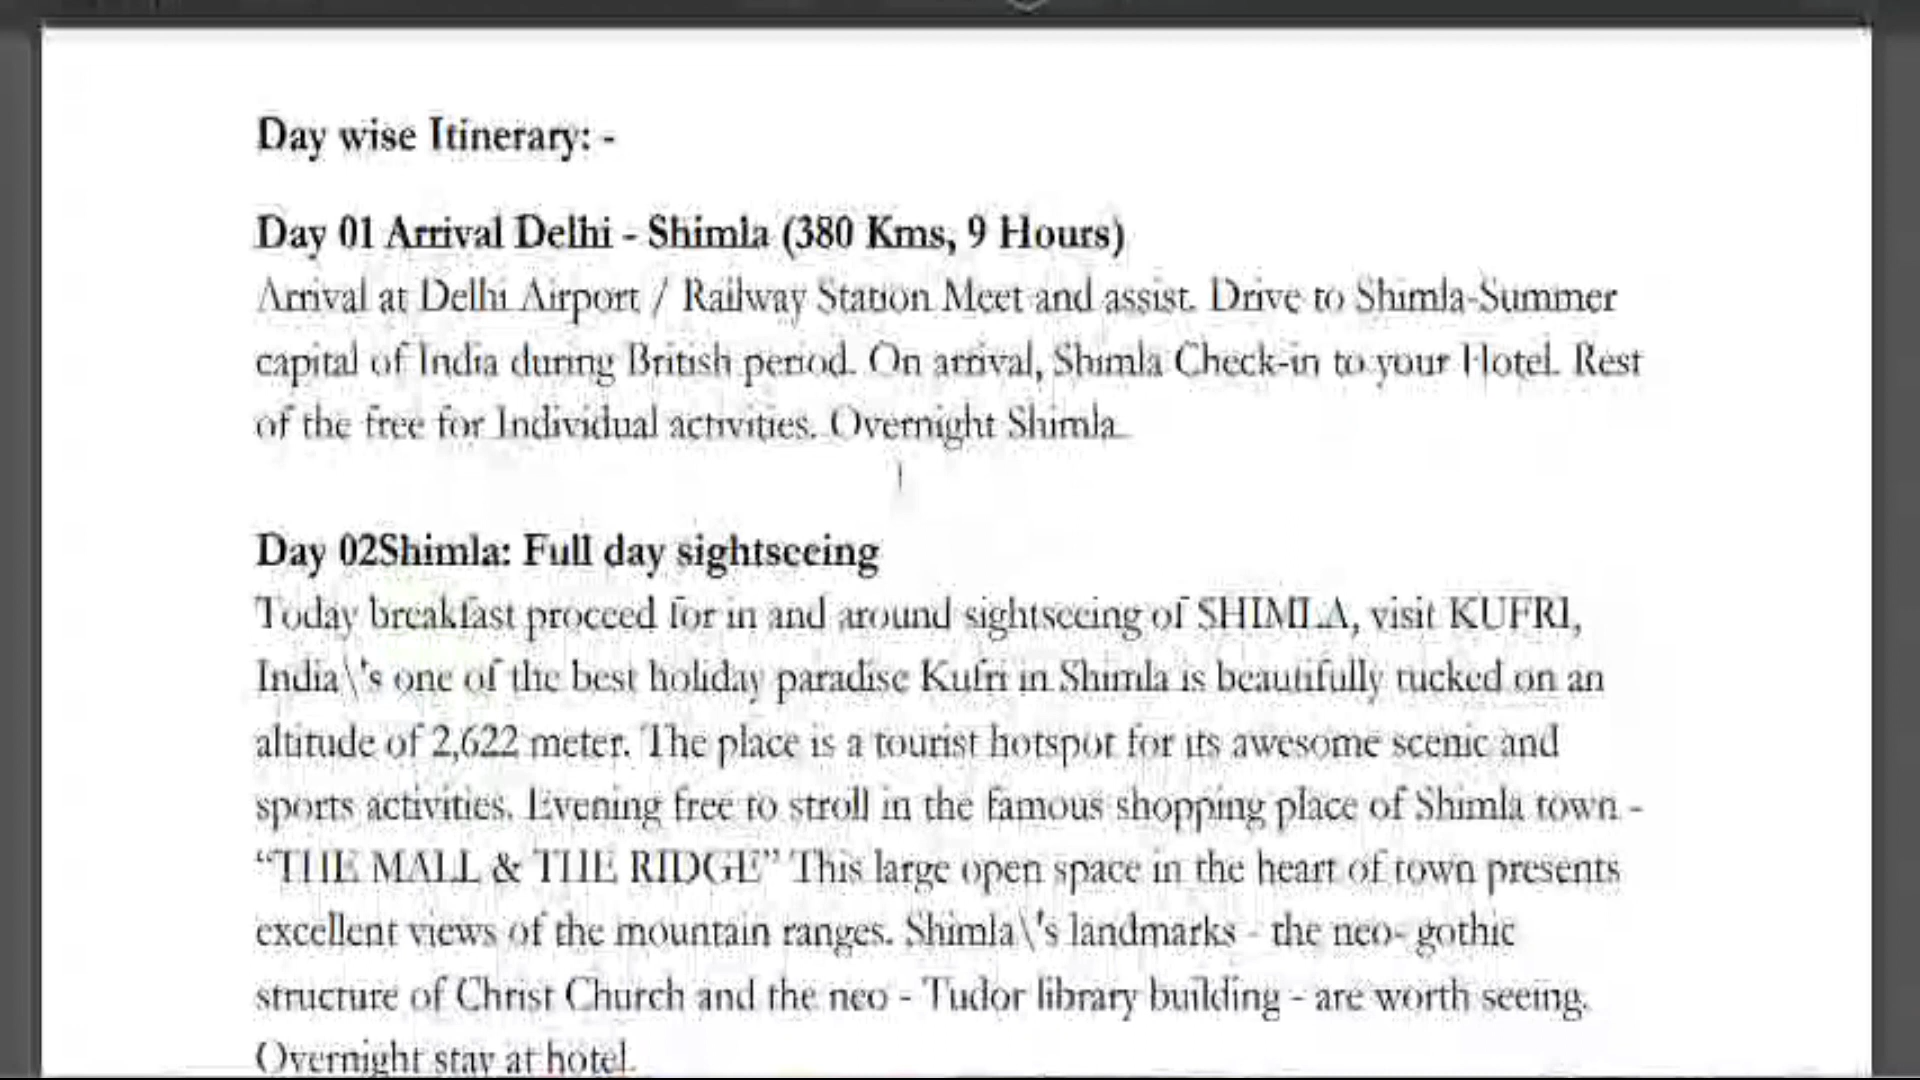 Day wise Itinerary: -
Day 01 Arrival Delhi - Shimla (380 Kms, 9 Hours)
Arrival at Delhi Airport / Railway Station Meet and assist. Drive to Shimla-Summer
capital of India during British period. On arrival, Shimla Check-in to your Hotel. Rest
of the free for Individual activities. Overnight Shimla.
Day 02Shimla: Full day sightseeing
Today breakfast proceed for in and around sightseeing of SHIMLA, visit KUFRI,
India\'s one of the best holiday paradise Kufri in Shimla is beautifully tucked on an
altitude of 2,622 meter. The place is a tourist hotspot for its awesome scenic and
sports activities. Evening free to stroll in the famous shopping place of Shimla town -
“THE MALL & THE RIDGE” This large open space in the heart of town presents
excellent views of the mountain ranges. Shimla\'s landmarks - the neo- gothic
structure of Christ Church and the neo - Tudor library building - are worth seeing.
Overnight stay at hotel.